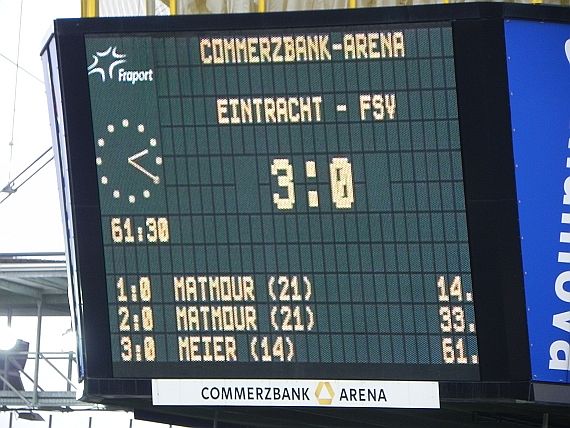 COMMERZBANK-ARENA
Fraport
EINTRACHT - FSV
3:0
61:30
1:0 MATMOUR (21) 14.
2:0 MATMOUR (21) 33.
3:0 MEIER (14) 61.
COMMERZBANK ARENA